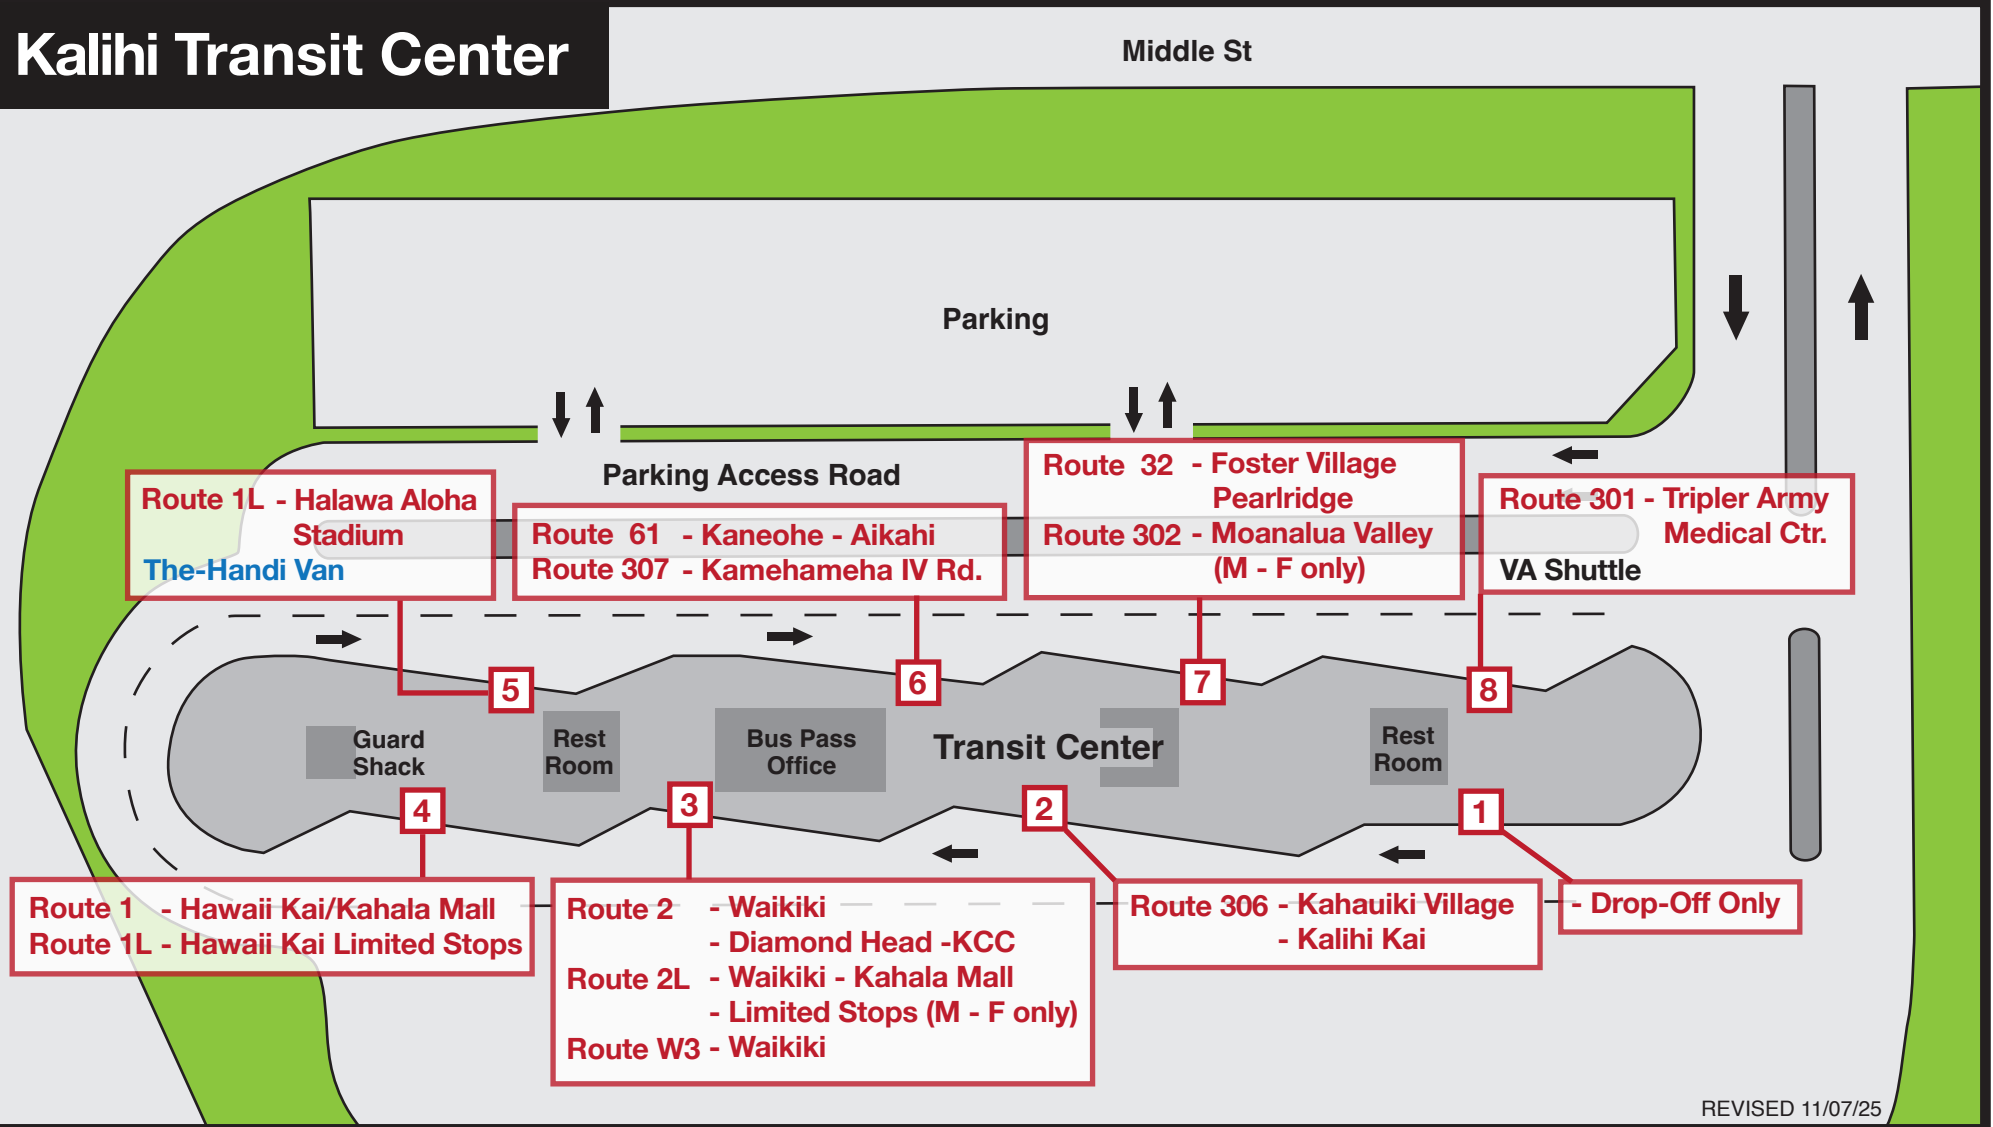 Kalihi Transit Center
Middle St
Parking
Parking Access Road
Route 1L - Halawa Aloha
Stadium
The-Handi Van
Route 61 - Kaneohe - Aikahi
Route 307 - Kamehameha IV Rd.
Route 32 - Foster Village
Pearlridge
Route 302 - Moanalua Valley
(M - F only)
Route 301 - Tripler Army
Medical Ctr.
VA Shuttle
5
6
7
8
Guard
Shack
Rest
Room
Bus Pass
Office
Transit Center
Rest
Room
4
3
2
1
Route 1 - Hawaii Kai/Kahala Mall
Route 1L - Hawaii Kai Limited Stops
Route 2 - Waikiki
- Diamond Head -KCC
Route 2L - Waikiki - Kahala Mall
- Limited Stops (M - F only)
Route W3 - Waikiki
Route 306 - Kahauiki Village
- Kalihi Kai
- Drop-Off Only
REVISED 11/07/25